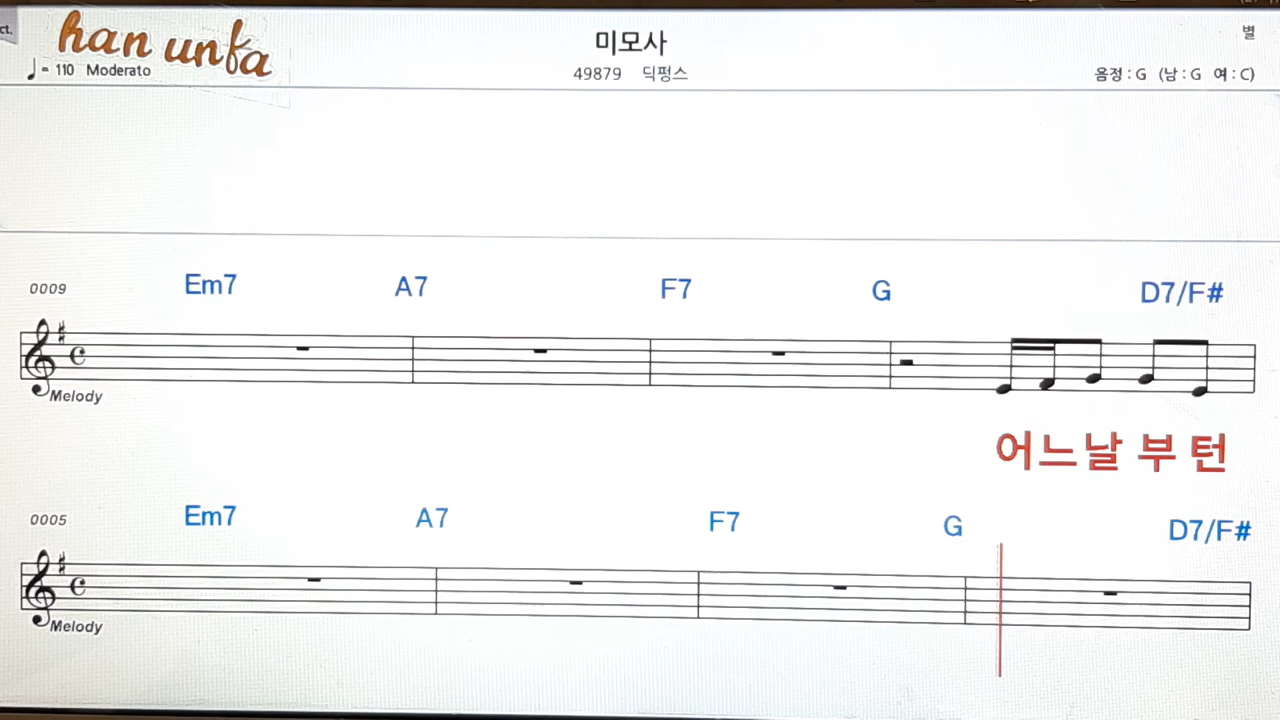 ct.
han unfa
미모사
별
♩= 110 Moderato
49879 딕펑스
음정 : G (남 : G 여 : C)
0009 Em7 A7 F7 G D7/F#
Melody
어느날 부 턴
0005 Em7 A7 F7 G D7/F#
Melody